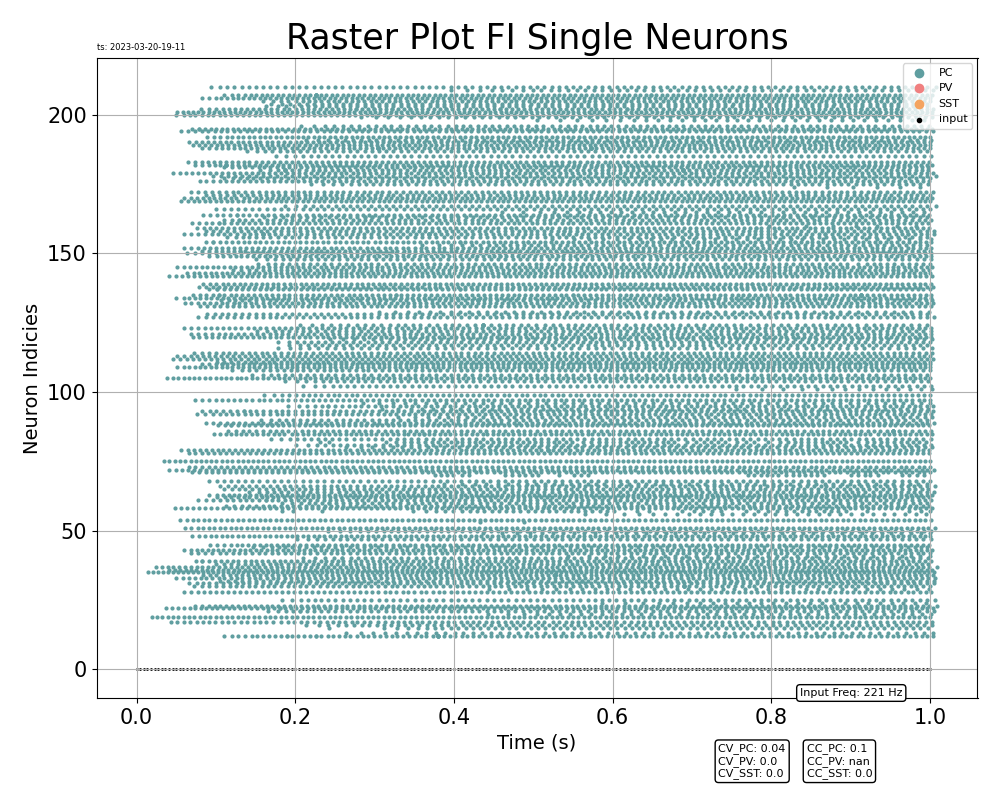 Raster Plot FI Single Neurons
ts: 2023-03-20-19-11
PC
PV
SST
input
200
150
100
50
0
Neuron Indicies
0.0 0.2 0.4 0.6 0.8 1.0
Time (s)
Input Freq: 221 Hz
CV_PC: 0.04
CV_PV: 0.0
CV_SST: 0.0
CC_PC: 0.1
CC_PV: nan
CC_SST: 0.0